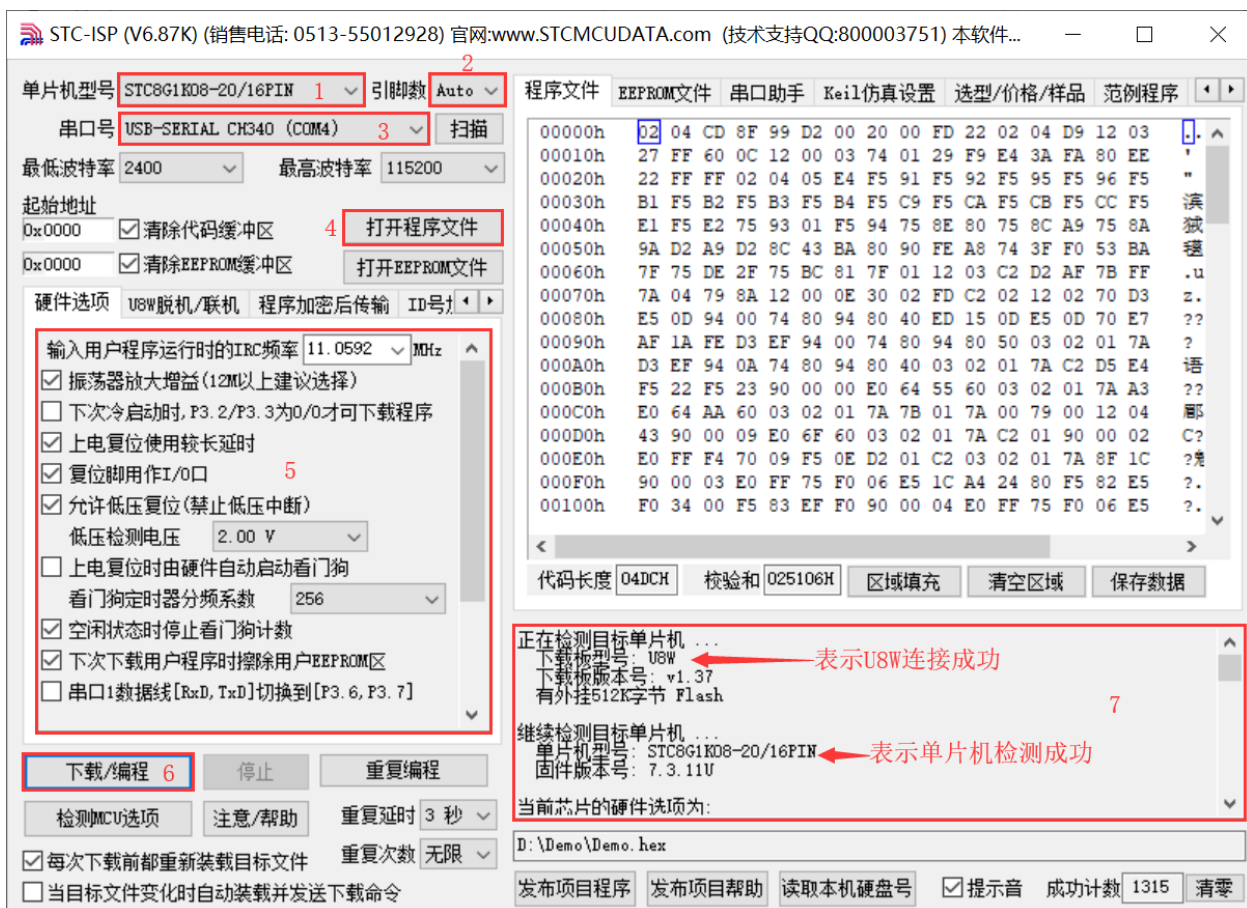 STC-ISP (V6.87K) (销售电话: 0513-55012928) 官网:www.STCMCUDATA.com (技术支持QQ:800003751) 本软件...
单片机型号 STC8G1K08-20/16PIN 1 引脚数 Auto 2
串口号 USB-SERIAL CH340 (COM4) 3 扫描
最低波特率 2400 最高波特率 115200
起始地址
0x0000 清除代码缓冲区 4 打开程序文件
0x0000 清除EEPROM缓冲区 打开EEPROM文件
硬件选项 U8W脱机/联机 程序加密后传输 ID号
输入用户程序运行时的IRC频率 11.0592 MHz
振荡器放大增益(12M以上建议选择)
下次冷启动时,P3.2/P3.3为0/0才可下载程序
上电复位使用较长延时
复位脚用作I/O口 5
允许低压复位(禁止低压中断)
低压检测电压 2.00 V
上电复位时由硬件自动启动看门狗
看门狗定时器分频系数 256
空闲状态时停止看门狗计数
下次下载用户程序时擦除用户EEPROM区
串口1数据线[RxD,TxD]切换到[P3.6,P3.7]
下载/编程 6 停止 重复编程
检测MCU选项 注意/帮助 重复延时 3 秒
每次下载前都重新装载目标文件 重复次数 无限
当目标文件变化时自动装载并发送下载命令
程序文件 EEPROM文件 串口助手 Keil仿真设置 选型/价格/样品 范例程序
00000h 02 04 CD 8F 99 D2 00 20 00 FD 22 02 04 D9 12 03 ..
00010h 27 FF 60 0C 12 00 03 74 01 29 F9 E4 3A FA 80 EE '
00020h 22 FF FF 02 04 05 E4 F5 91 F5 92 F5 95 F5 96 F5 "
00030h B1 F5 B2 F5 B3 F5 B4 F5 C9 F5 CA F5 CB F5 CC F5
00040h E1 F5 E2 75 93 01 F5 94 75 8E 80 75 8C A9 75 8A
00050h 9A D2 A9 D2 8C 43 BA 80 90 FE A8 74 3F F0 53 BA
00060h 7F 75 DE 2F 75 BC 81 7F 01 12 03 C2 D2 AF 7B FF .u
00070h 7A 04 79 8A 12 00 0E 30 02 FD C2 02 12 02 70 D3 z.
00080h E5 0D 94 00 74 80 94 80 40 ED 15 0D E5 0D 70 E7 ??
00090h AF 1A FE D3 EF 94 00 74 80 94 80 50 03 02 01 7A ?
000A0h D3 EF 94 0A 74 80 94 80 40 03 02 01 7A C2 D5 E4 语
000B0h F5 22 F5 23 90 00 00 E0 64 55 60 03 02 01 7A A3 ??
000C0h E0 64 AA 60 03 02 01 7A 7B 01 7A 00 79 00 12 04
000D0h 43 90 00 09 E0 6F 60 03 02 01 7A C2 01 90 00 02 C?
000E0h E0 FF F4 70 09 F5 0E D2 01 C2 03 02 01 7A 8F 1C
000F0h 90 00 03 E0 FF 75 F0 06 E5 1C A4 24 80 F5 82 E5 ?.
00100h F0 34 00 F5 83 EF F0 90 00 04 E0 FF 75 F0 06 E5 ?.
代码长度 04DCH 校验和 025106H 区域填充 清空区域 保存数据
正在检测目标单片机 ...
下载板型号: U8W 表示U8W连接成功
下载板版本号: v1.37
有外挂512K字节 Flash
7
继续检测目标单片机 ...
单片机型号: STC8G1K08-20/16PIN 表示单片机检测成功
固件版本号: 7.3.11U
当前芯片的硬件选项为:
D:\Demo\Demo.hex
发布项目程序 发布项目帮助 读取本机硬盘号 提示音 成功计数 1315 清零